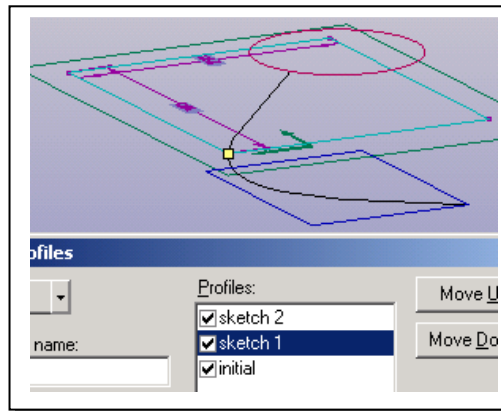 ofiles
Profiles:
Move U
sketch 2
sketch 1
name:
Move Do
initial